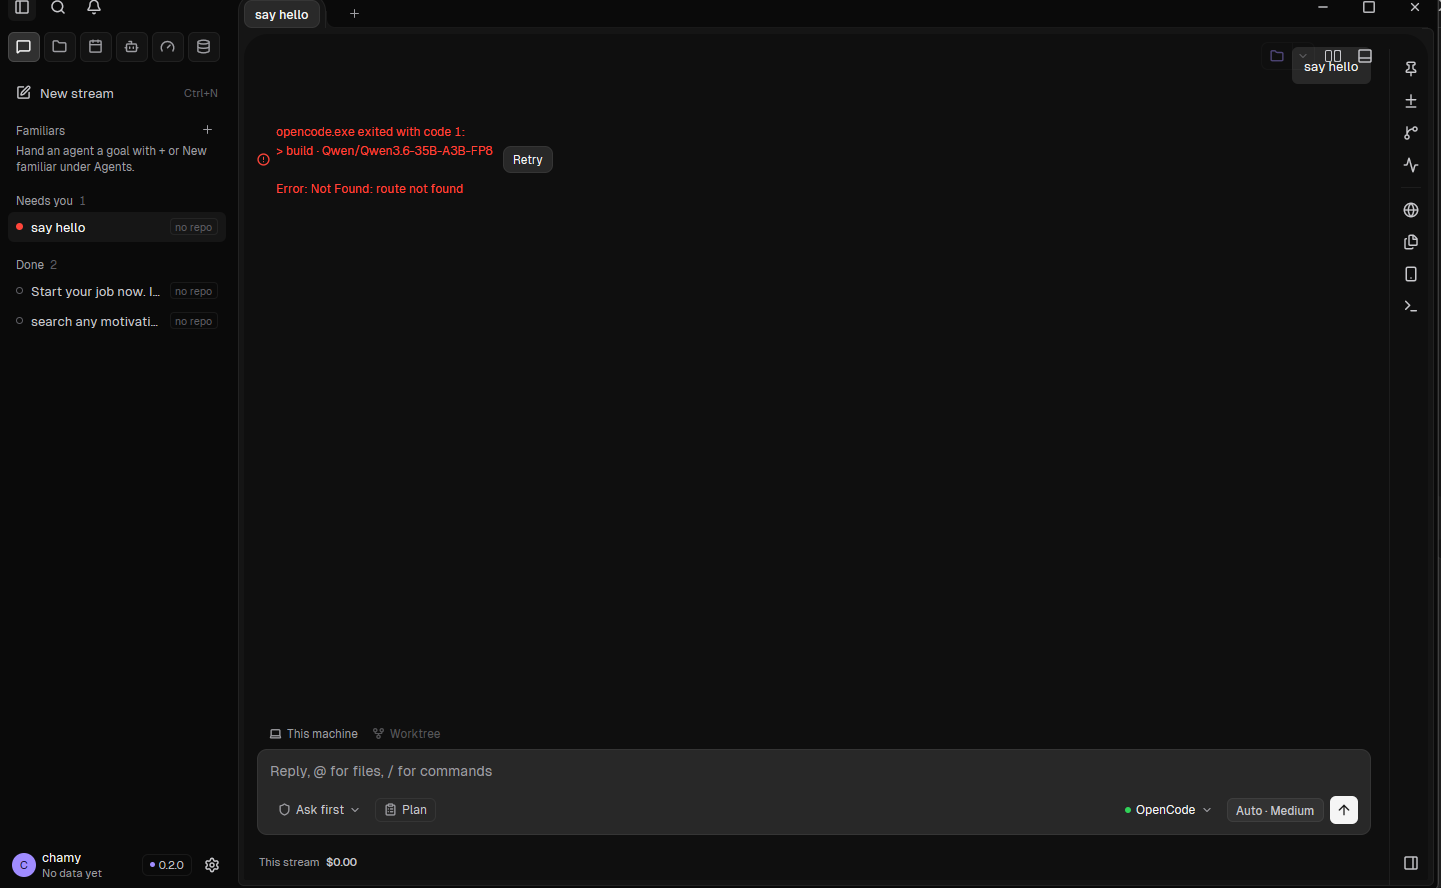 say hello
New stream
Ctrl+N
Familiars
Hand an agent a goal with + or New
familiar under Agents.
Needs you 1
say hello
no repo
Done 2
Start your job now. I...
no repo
search any motivati...
no repo
chamy
No data yet
C
0.2.0
say hello
opencode.exe exited with code 1:
> build · Qwen/Qwen3.6-35B-A3B-FP8
Retry
Error: Not Found: route not found
This machine
Worktree
Reply, @ for files, / for commands
Ask first
Plan
OpenCode
Auto · Medium
This stream $0.00